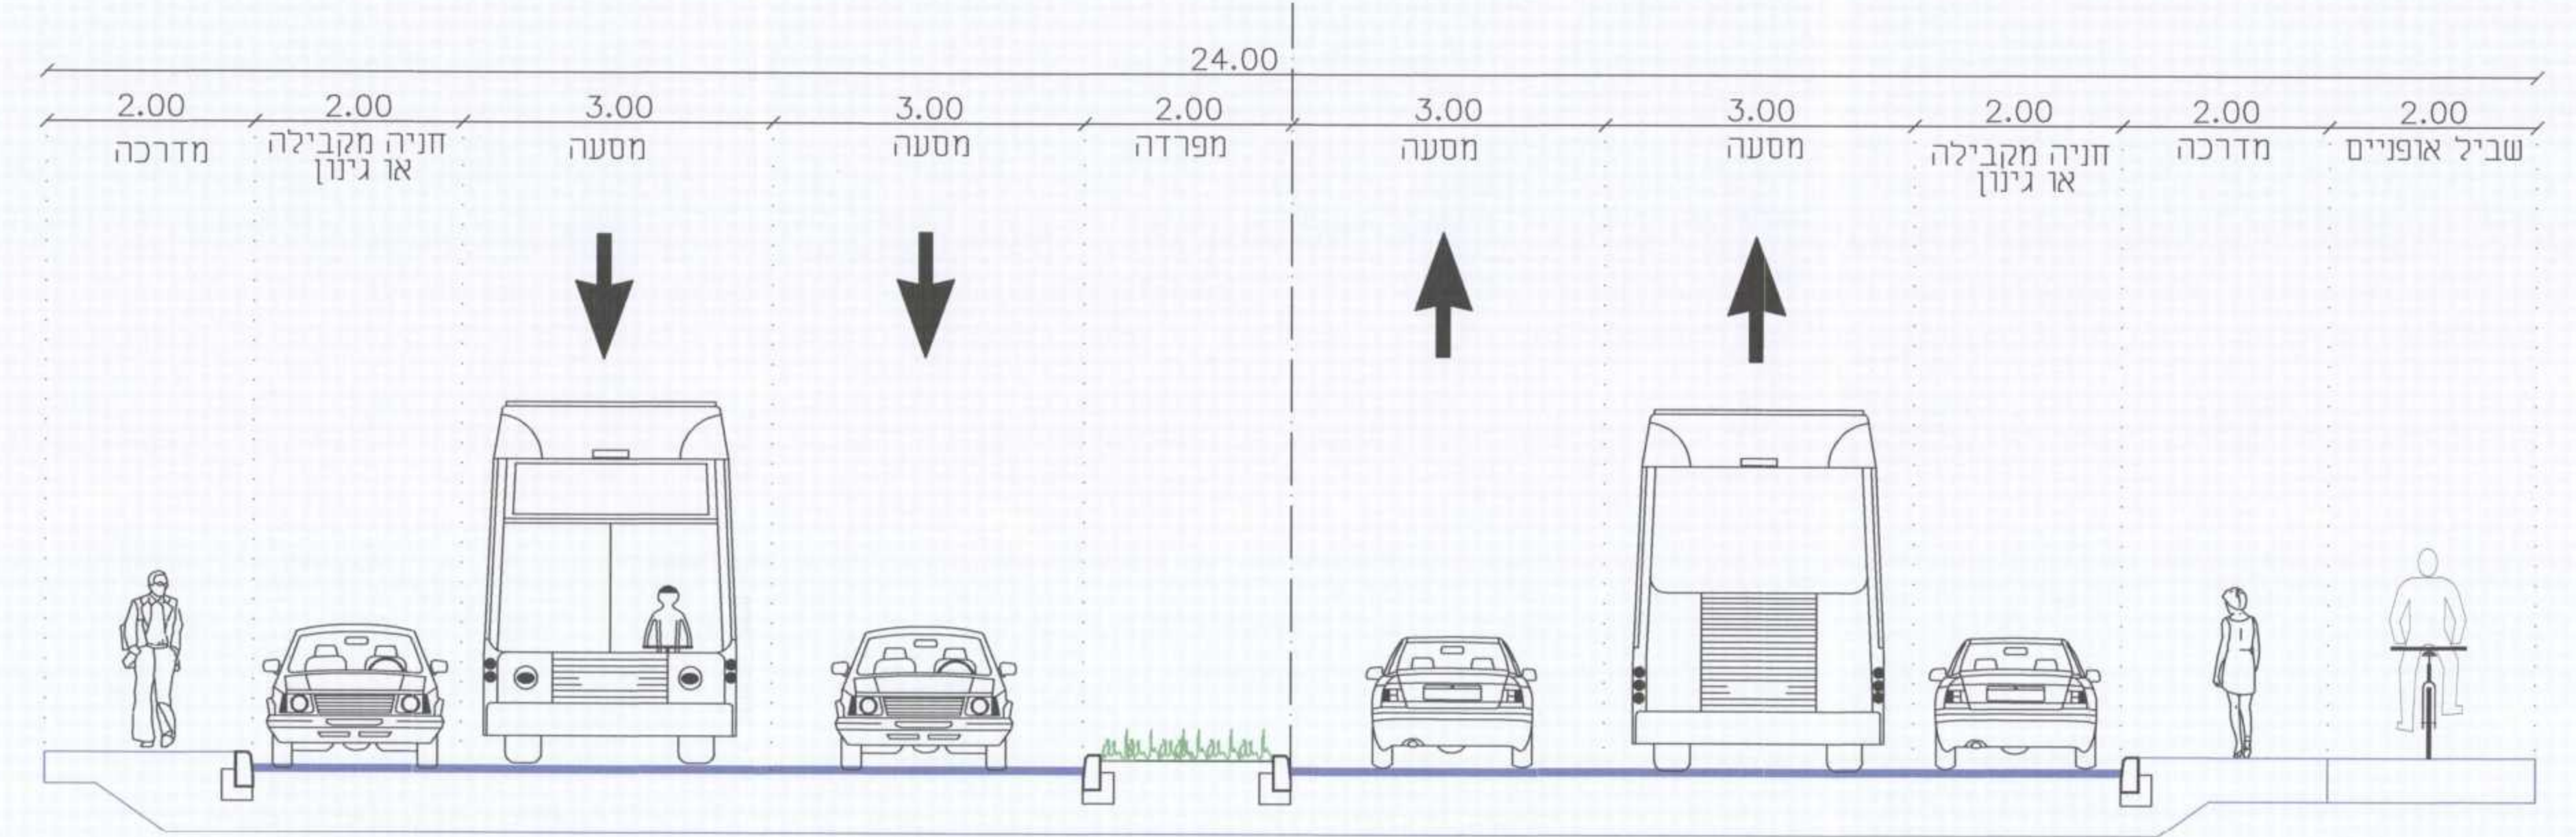 24.00
2.00 2.00 3.00 3.00 2.00 3.00 3.00 2.00 2.00 2.00
מדרכה
חניה מקבילה
או גינון
מסעה
מסעה
מפרדה
מסעה
מסעה
חניה מקבילה
או גינון
מדרכה
שביל אופניים